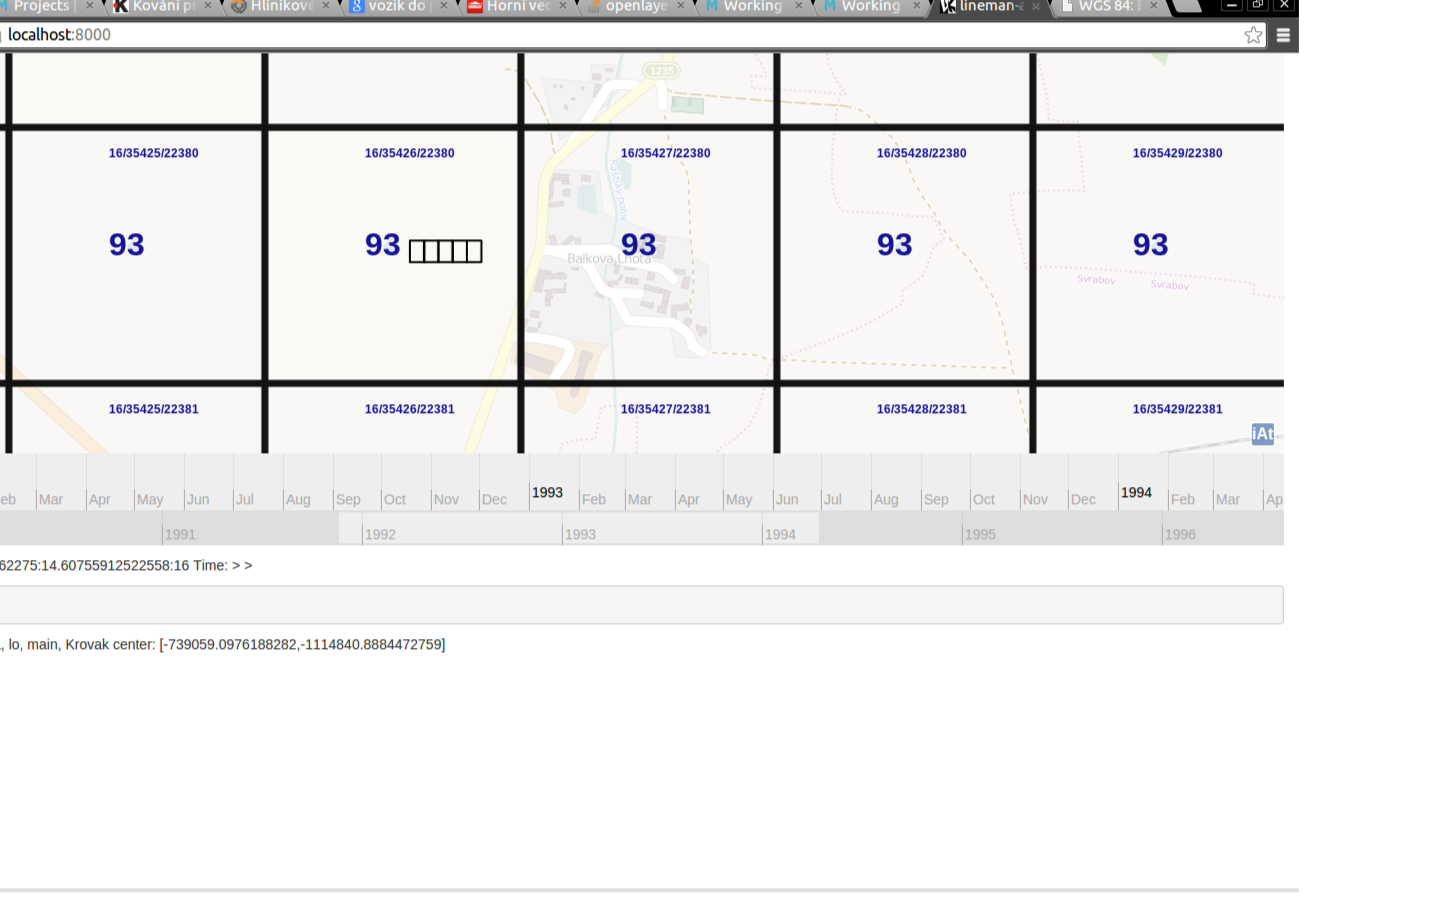 Projects | Kování p Hliníkov vozík do Horní ve openlaye Working Working lineman- WGS 84:
localhost:8000
1235
16/35425/22380 16/35426/22380 16/35427/22380 16/35428/22380 16/35429/22380
93 93 93 93 93
Balkova Lhota
Svrabov Svrabov
16/35425/22381 16/35426/22381 16/35427/22381 16/35428/22381 16/35429/22381
iAt
eb Mar Apr May Jun Jul Aug Sep Oct Nov Dec 1993 Feb Mar Apr May Jun Jul Aug Sep Oct Nov Dec 1994 Feb Mar Ap
1991 1992 1993 1994 1995 1996
62275:14.60755912522558:16 Time: > >
, lo, main, Krovak center: [-739059.0976188282,-1114840.8884472759]